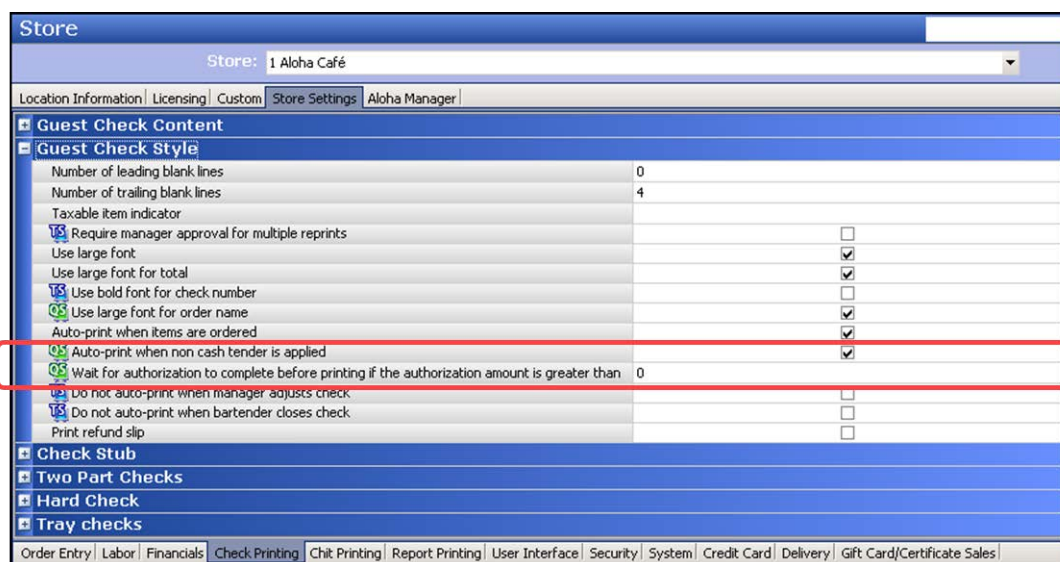 Store
Store: 1 Aloha Café
Location Information Licensing Custom Store Settings Aloha Manager
Guest Check Content
Guest Check Style
Number of leading blank lines 0
Number of trailing blank lines 4
Taxable item indicator
TS Require manager approval for multiple reprints
Use large font
Use large font for total
TS Use bold font for check number
QS Use large font for order name
Auto-print when items are ordered
QS Auto-print when non cash tender is applied
QS Wait for authorization to complete before printing if the authorization amount is greater than 0
TS Do not auto-print when manager adjusts check
TS Do not auto-print when bartender closes check
Print refund slip
Check Stub
Two Part Checks
Hard Check
Tray checks
Order Entry Labor Financials Check Printing Chit Printing Report Printing User Interface Security System Credit Card Delivery Gift Card/Certificate Sales